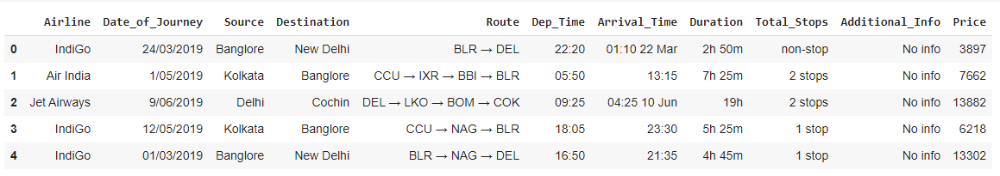 Airline Date_of_Journey Source Destination Route Dep_Time Arrival_Time Duration Total_Stops Additional_Info Price
0 IndiGo 24/03/2019 Banglore New Delhi BLR → DEL 22:20 01:10 22 Mar 2h 50m non-stop No info 3897
1 Air India 1/05/2019 Kolkata Banglore CCU → IXR → BBI → BLR 05:50 13:15 7h 25m 2 stops No info 7662
2 Jet Airways 9/06/2019 Delhi Cochin DEL → LKO → BOM → COK 09:25 04:25 10 Jun 19h 2 stops No info 13882
3 IndiGo 12/05/2019 Kolkata Banglore CCU → NAG → BLR 18:05 23:30 5h 25m 1 stop No info 6218
4 IndiGo 01/03/2019 Banglore New Delhi BLR → NAG → DEL 16:50 21:35 4h 45m 1 stop No info 13302